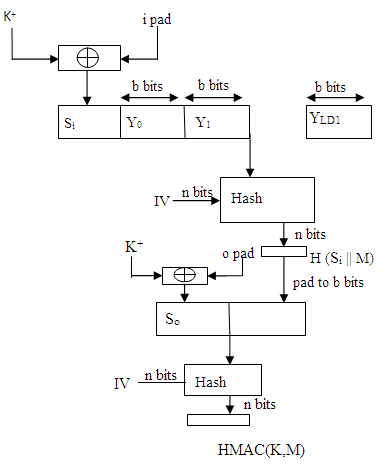 K+ i pad
b bits b bits b bits
Si Y0 Y1 YLD1
IV n bits Hash
n bits
K+ o pad H (Si || M)
pad to b bits
So
IV n bits Hash
n bits
HMAC(K,M)